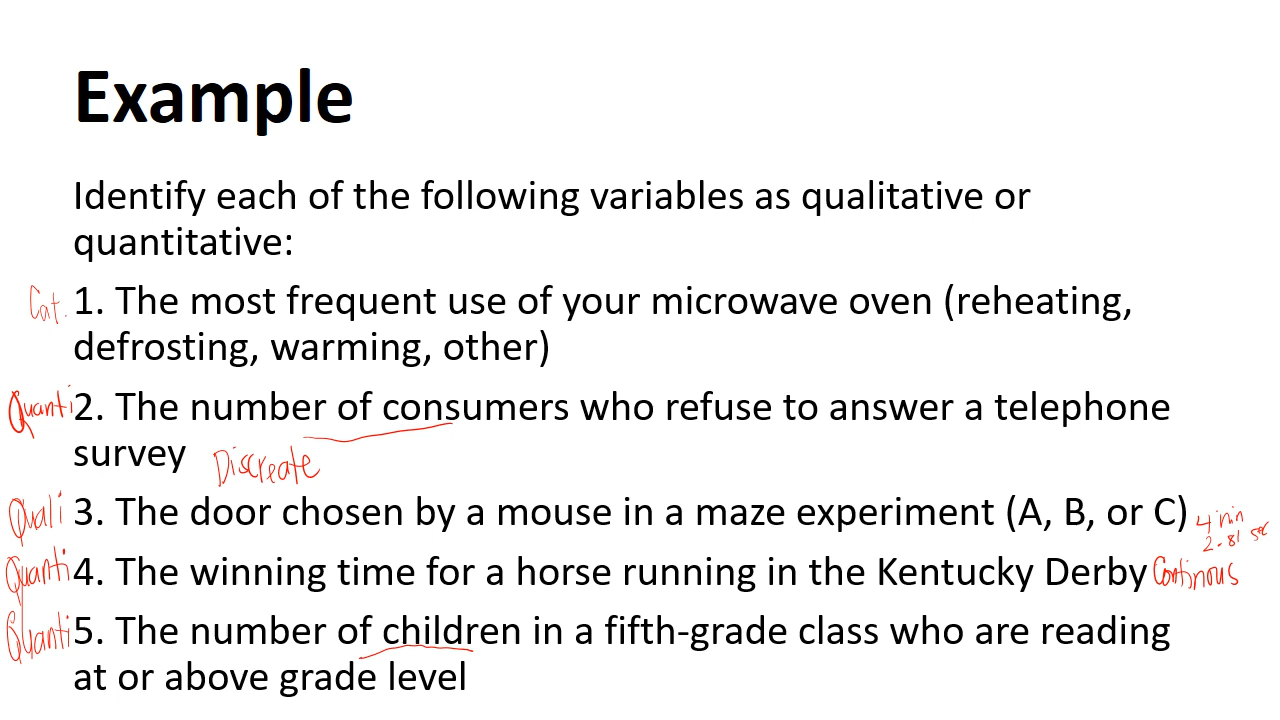 Example
Identify each of the following variables as qualitative or
quantitative:
Cat. 1. The most frequent use of your microwave oven (reheating,
defrosting, warming, other)
Quanti 2. The number of consumers who refuse to answer a telephone
survey Discreate
Quali 3. The door chosen by a mouse in a maze experiment (A, B, or C) 4 min
2.81 sec
Quanti 4. The winning time for a horse running in the Kentucky Derby Continous
Quanti 5. The number of children in a fifth-grade class who are reading
at or above grade level